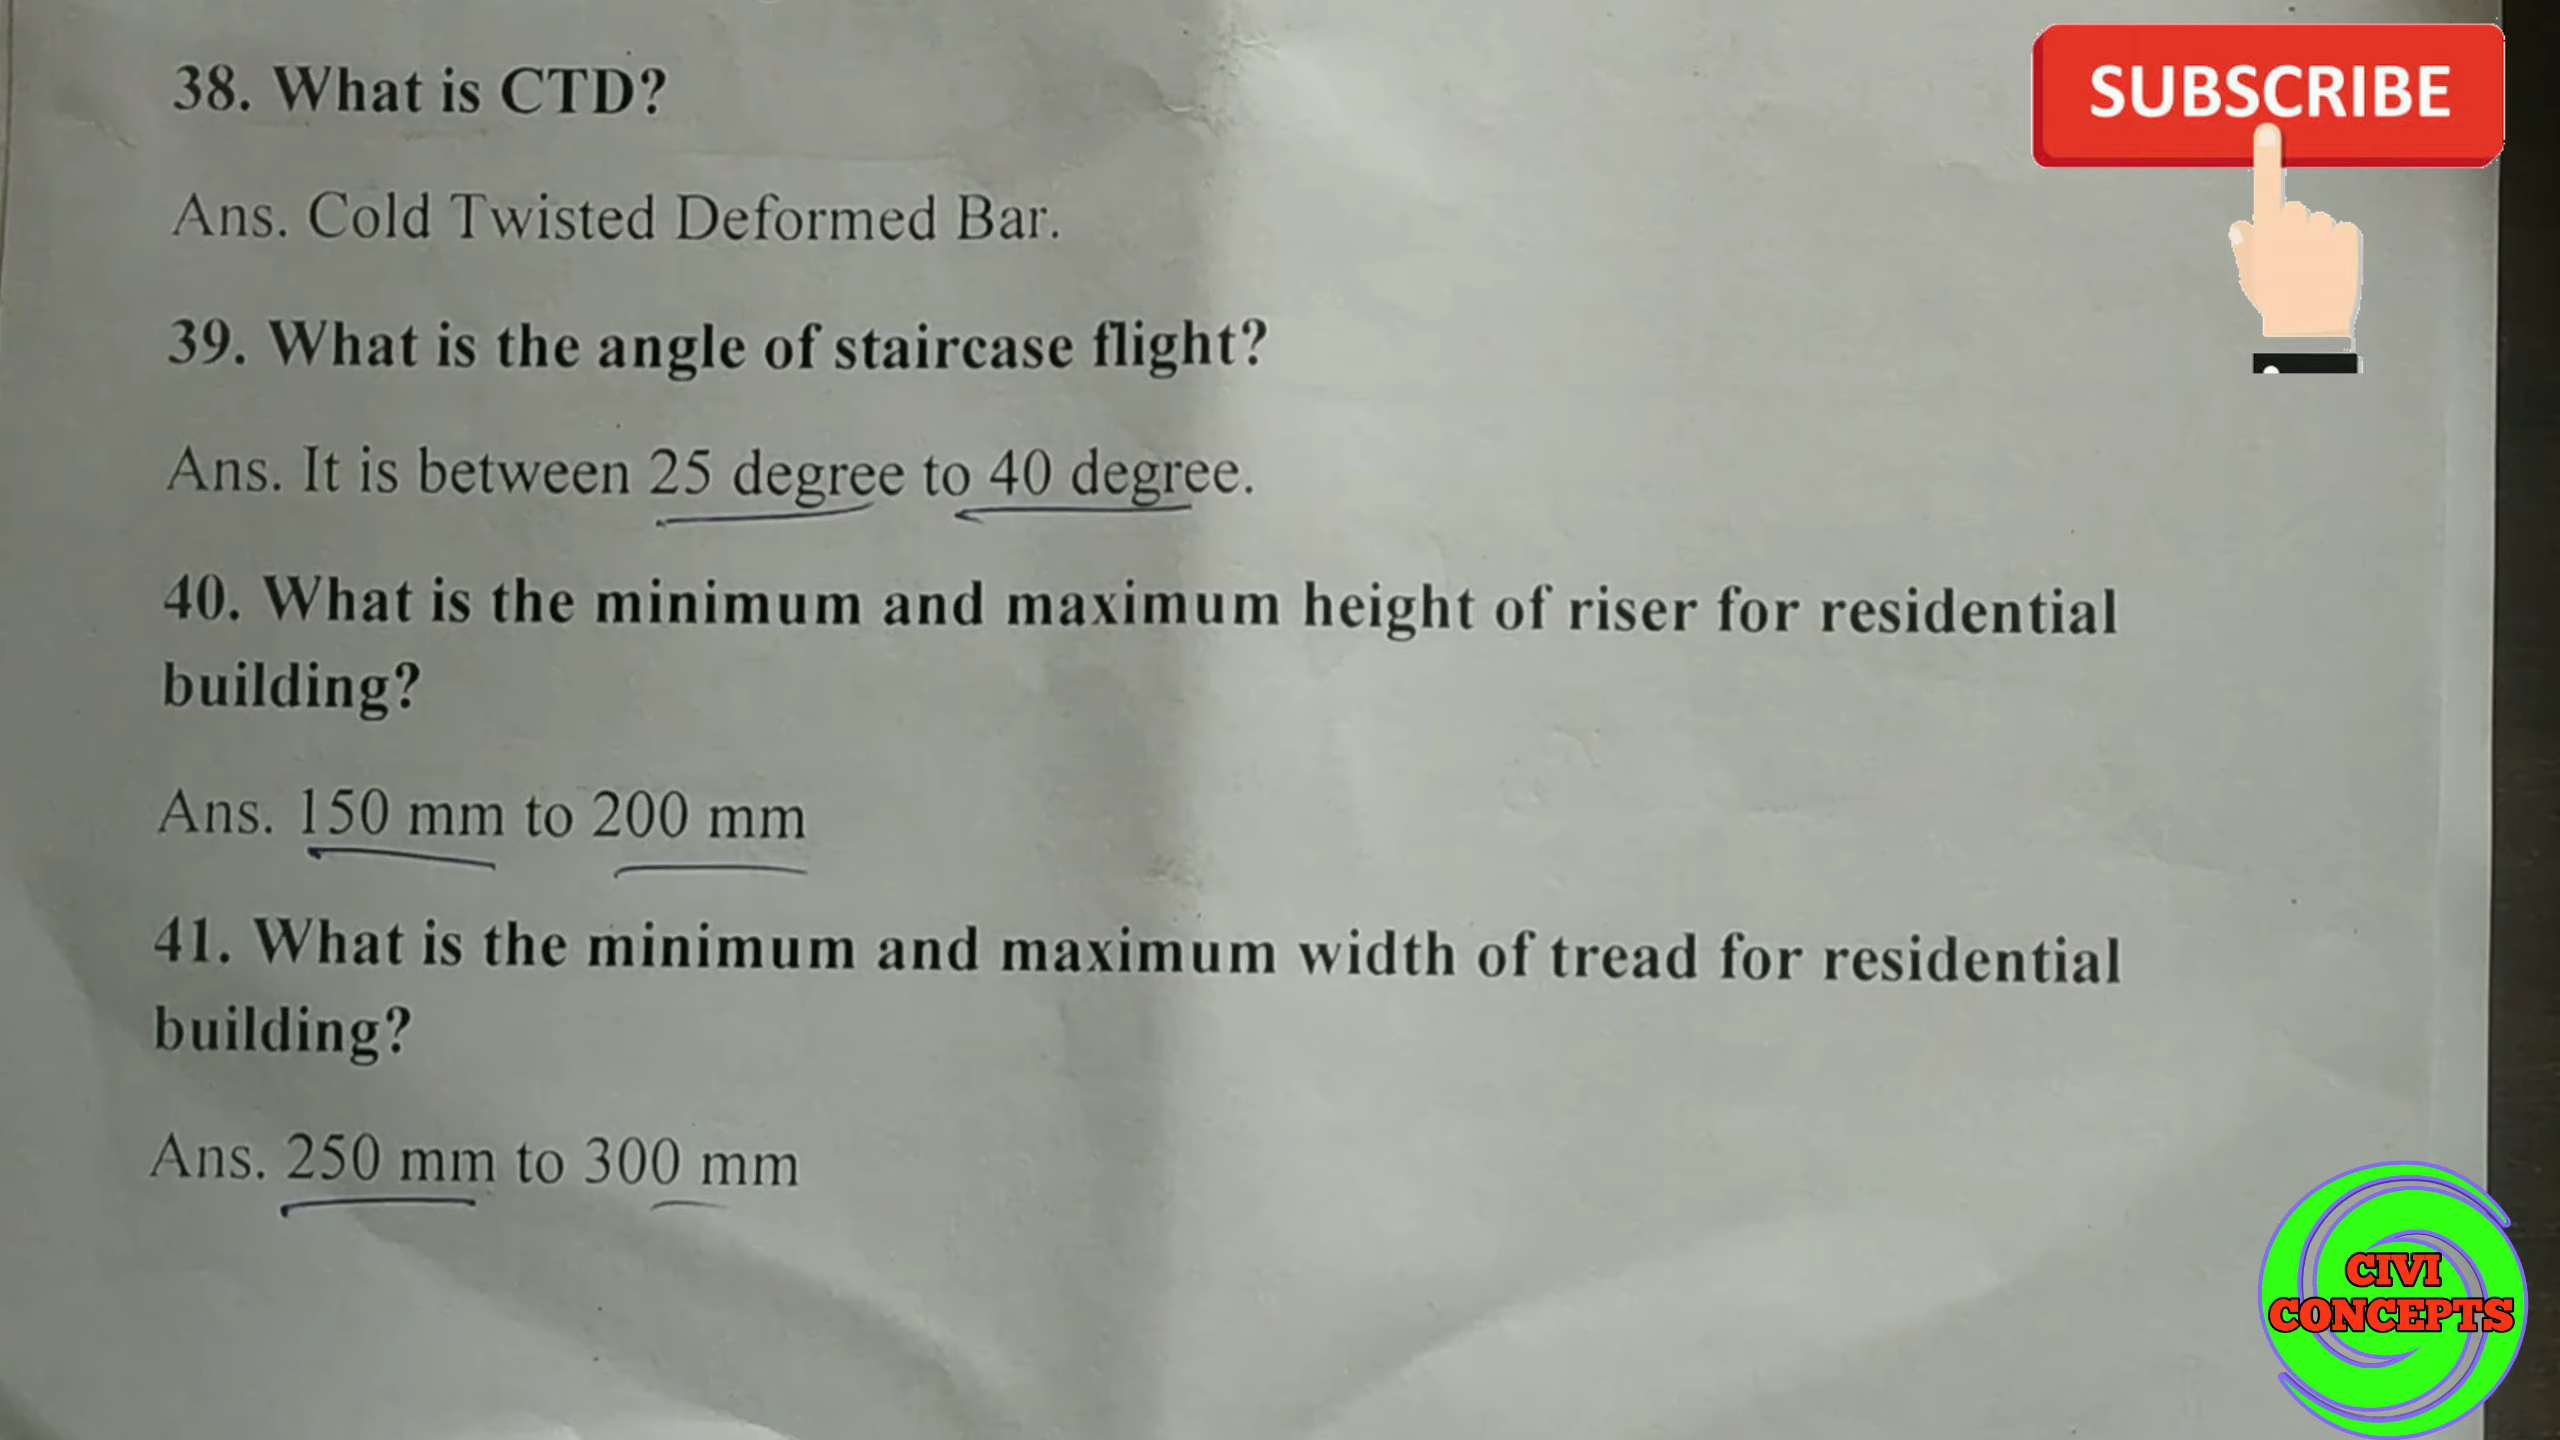 38. What is CTD?
SUBSCRIBE
Ans. Cold Twisted Deformed Bar.
39. What is the angle of staircase flight?
Ans. It is between 25 degree to 40 degree.
40. What is the minimum and maximum height of riser for residential
building?
Ans. 150 mm to 200 mm
41. What is the minimum and maximum width of tread for residential
building?
Ans. 250 mm to 300 mm
CIVI
CONCEPTS